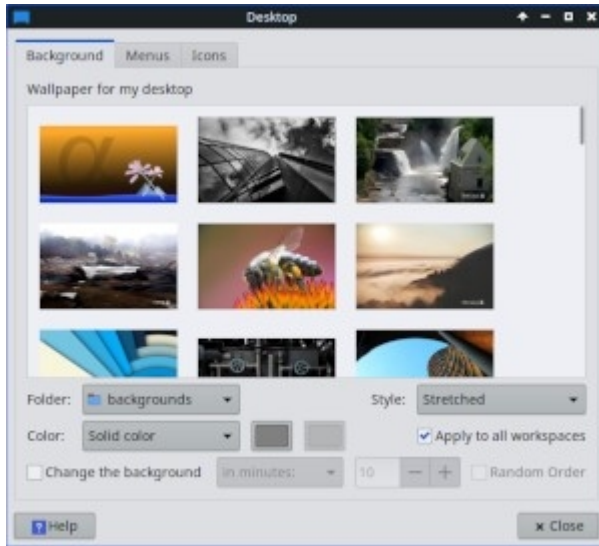 Desktop
Background Menus Icons
Wallpaper for my desktop
α
Folder: backgrounds Style: Stretched
Color: Solid color Apply to all workspaces
Change the background in minutes: 10 Random Order
? Help × Close